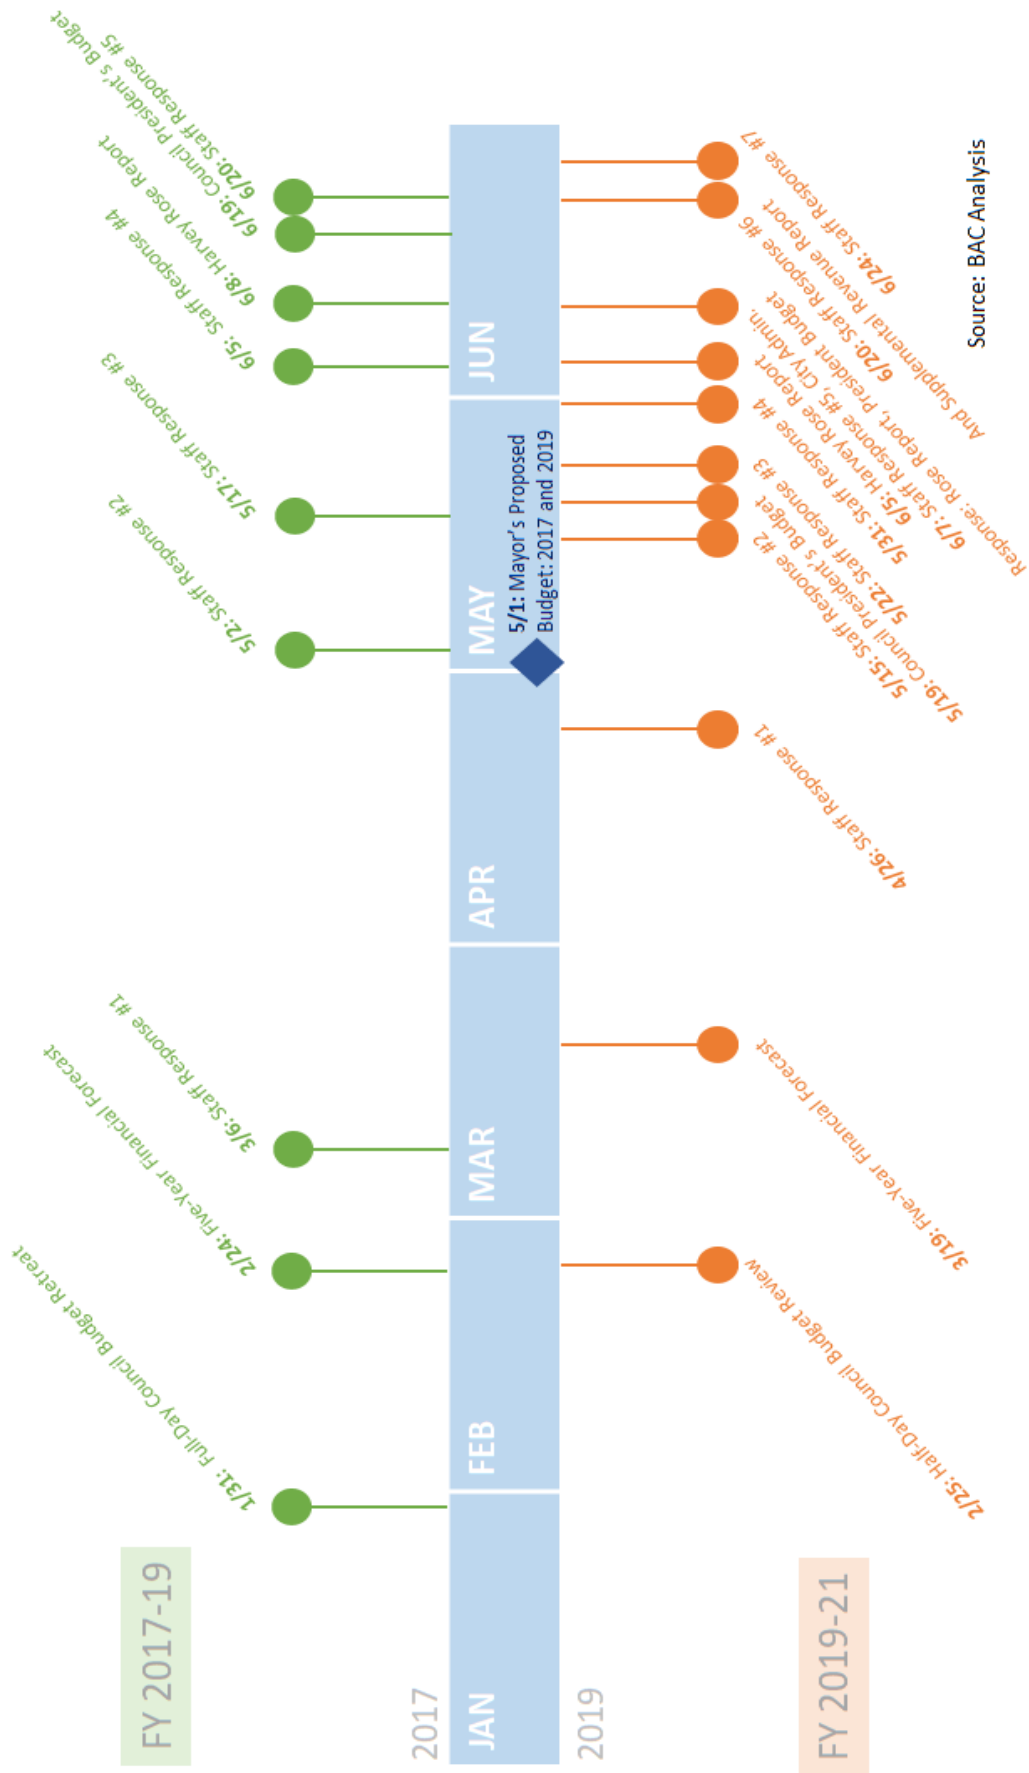 FY 2017-19
1/31: Full-Day Council Budget Retreat
2/24: Five-Year Financial Forecast
3/6: Staff Response #1
5/2: Staff Response #2
5/17: Staff Response #3
6/5: Staff Response #4
6/8: Harvey Rose Report
6/19: Council President's Budget
6/20: Staff Response #5
2017
JAN
FEB
MAR
APR
MAY
JUN
5/1: Mayor's Proposed
Budget: 2017 and 2019
2019
FY 2019-21
2/25: Half-Day Council Budget Review
3/19: Five-Year Financial Forecast
4/26: Staff Response #1
5/15: Staff Response #2
5/19: Council President's Budget
5/22: Staff Response #3
5/31: Staff Response #4
6/5: Harvey Rose Report
6/7: Staff Response #5, City Admin.
Response: Rose Report, President Budget
And Supplemental Revenue Report
6/20: Staff Response #6
6/24: Staff Response #7
Source: BAC Analysis